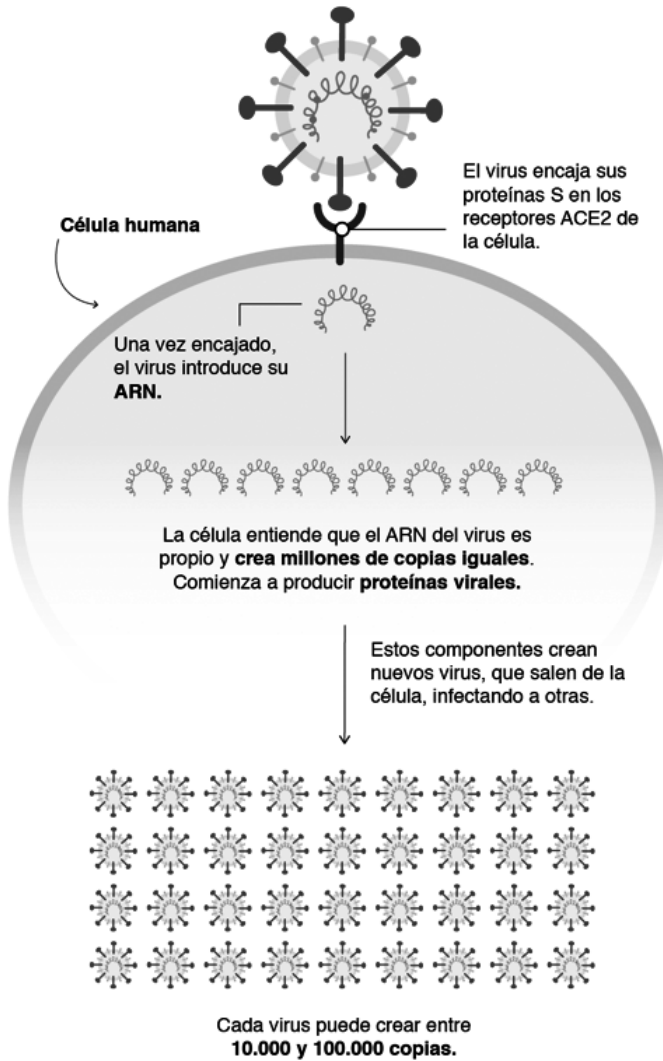 El virus encaja sus
proteínas S en los
receptores ACE2 de
la célula.
Célula humana
Una vez encajado,
el virus introduce su
ARN.
La célula entiende que el ARN del virus es
propio y crea millones de copias iguales.
Comienza a producir proteínas virales.
Estos componentes crean
nuevos virus, que salen de la
célula, infectando a otras.
Cada virus puede crear entre
10.000 y 100.000 copias.